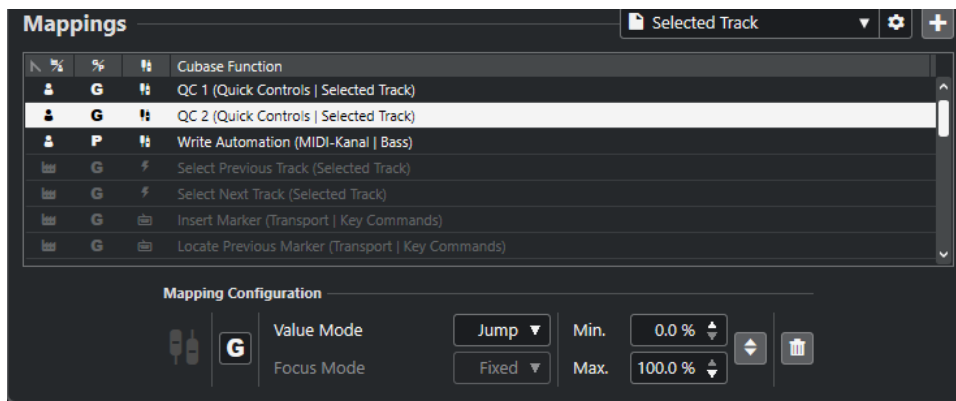 Mappings
Selected Track
Cubase Function
G QC 1 (Quick Controls | Selected Track)
G QC 2 (Quick Controls | Selected Track)
P Write Automation (MIDI-Kanal | Bass)
G Select Previous Track (Selected Track)
G Select Next Track (Selected Track)
G Insert Marker (Transport | Key Commands)
G Locate Previous Marker (Transport | Key Commands)
Mapping Configuration
G
Value Mode Jump Min. 0.0 %
Focus Mode Fixed Max. 100.0 %